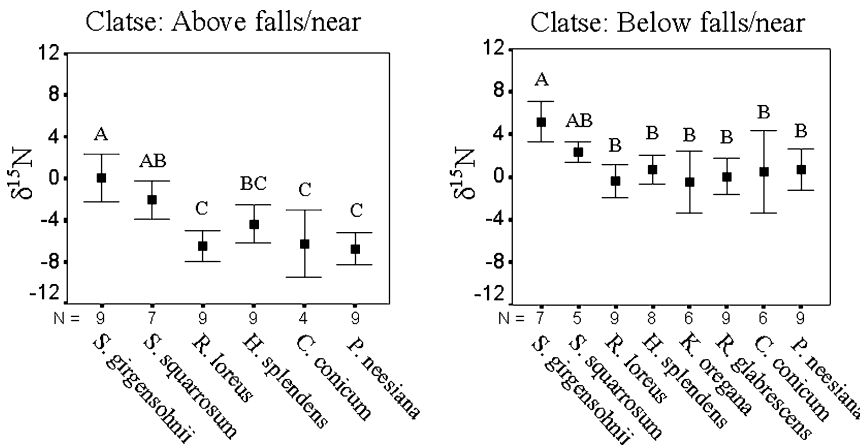 Clatse: Above falls/near
12
8
4
0
-4
-8
-12
δ15N
A
AB
C
BC
C
C
N = 9 7 9 9 4 9
S. girgensohnii
S. squarrosum
R. loreus
H. splendens
C. conicum
P. neesiana
Clatse: Below falls/near
12
8
4
0
-4
-8
-12
δ15N
A
AB
B
B
B
B
B
B
N = 7 5 9 8 6 9 6 9
S. girgensohnii
S. squarrosum
R. loreus
H. splendens
K. oregana
R. glabrescens
C. conicum
P. neesiana